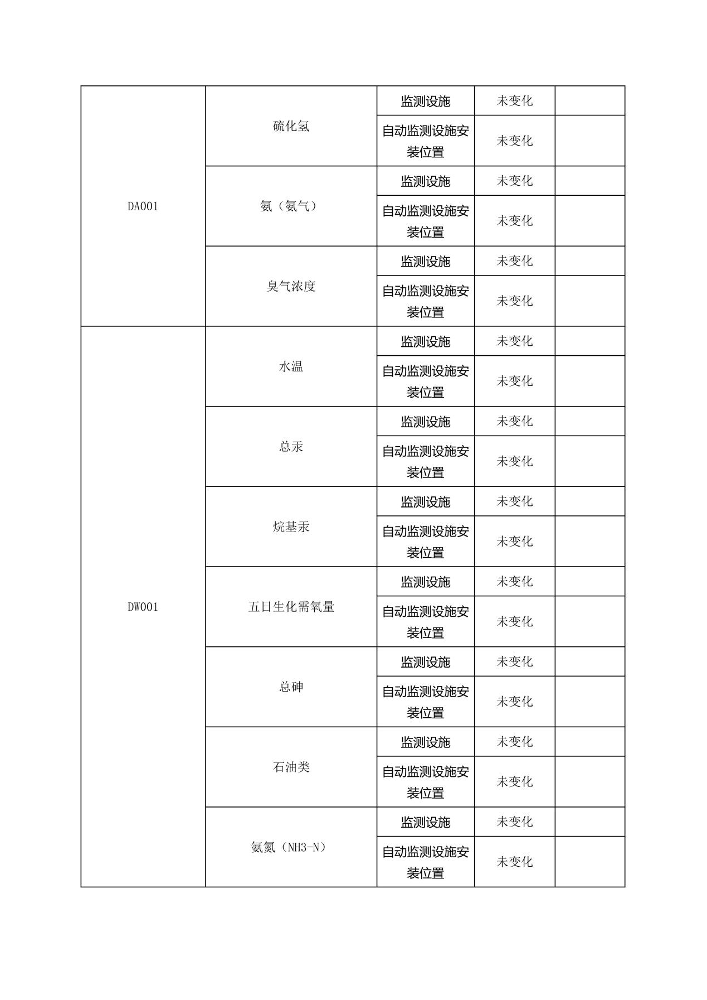 DA001
硫化氢
监测设施
未变化
自动监测设施安
装位置
未变化
氨（氨气）
监测设施
未变化
自动监测设施安
装位置
未变化
臭气浓度
监测设施
未变化
自动监测设施安
装位置
未变化
DW001
水温
监测设施
未变化
自动监测设施安
装位置
未变化
总汞
监测设施
未变化
自动监测设施安
装位置
未变化
烷基汞
监测设施
未变化
自动监测设施安
装位置
未变化
五日生化需氧量
监测设施
未变化
自动监测设施安
装位置
未变化
总砷
监测设施
未变化
自动监测设施安
装位置
未变化
石油类
监测设施
未变化
自动监测设施安
装位置
未变化
氨氮（NH3-N）
监测设施
未变化
自动监测设施安
装位置
未变化